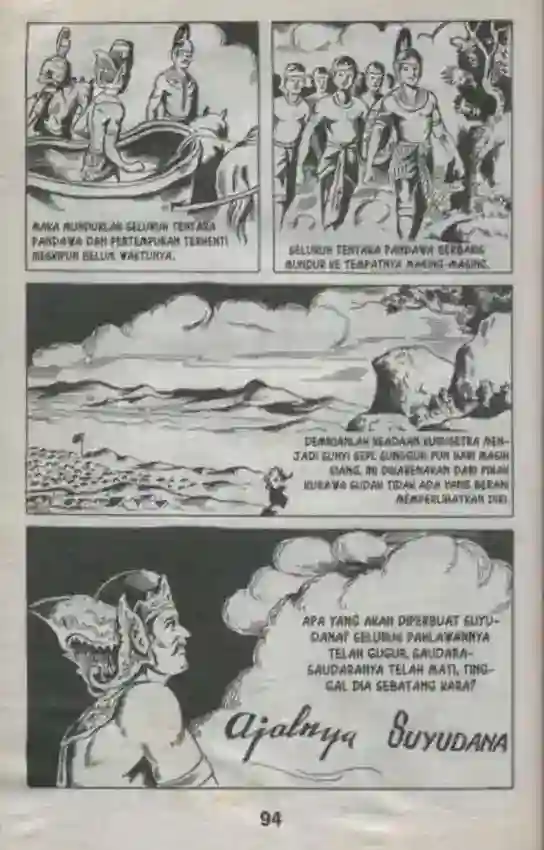 MAKA MUNDURLAH SELURUH TENTARA
PANDAWA DAN PERTEMPURAN TERHENTI
MESKIPUN BELUM WAKTUNYA.
SELURUH TENTARA PANDAWA BERBARIS
MUNDUR KE TEMPATNYA MASING-MASING.
DEMIKIANLAH KEADAAN KURUSETRA MEN-
JADI SUNYI SEPI, SUNGGUH PUN HARI MASIH
SIANG. INI DIKARENAKAN DARI PIHAK
KURAWA SUDAH TIDAK ADA YANG BERANI
MEMPERLIHATKAN DIRI.
APA YANG AKAN DIPERBUAT SUYU-
DANA? SELURUH PAHLAWANNYA
TELAH GUGUR, SAUDARA-
SAUDARANYA TELAH MATI, TING-
GAL DIA SEBATANG KARA?
Ajalnya SUYUDANA
94